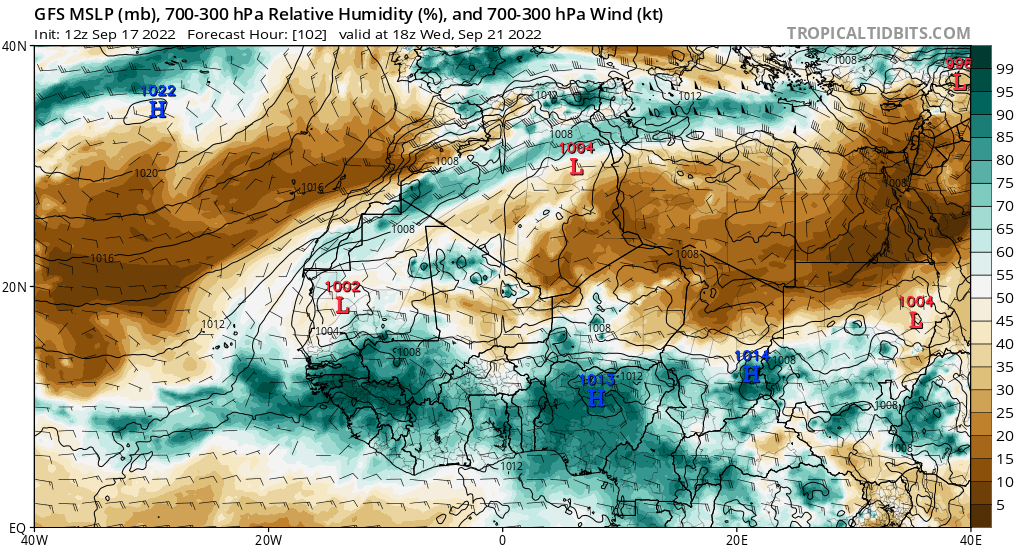 GFS MSLP (mb), 700-300 hPa Relative Humidity (%), and 700-300 hPa Wind (kt)
Init: 12z Sep 17 2022 Forecast Hour: [102] valid at 18z Wed, Sep 21 2022
TROPICALTIDBITS.COM
40N
1008
996
L
99
1022
H
1012
1012
95
90
1008
85
1004
L
1008
80
1020
75
1016
1008
70
1008
65
1016
1008
60
55
20N
1002
L
50
1004
L
45
1012
1004
1008
40
1008
1014
H
1008
35
1013
H
1012
30
1008
25
20
1008
1012
15
10
5
EQ
40W
20W
0
20E
40E